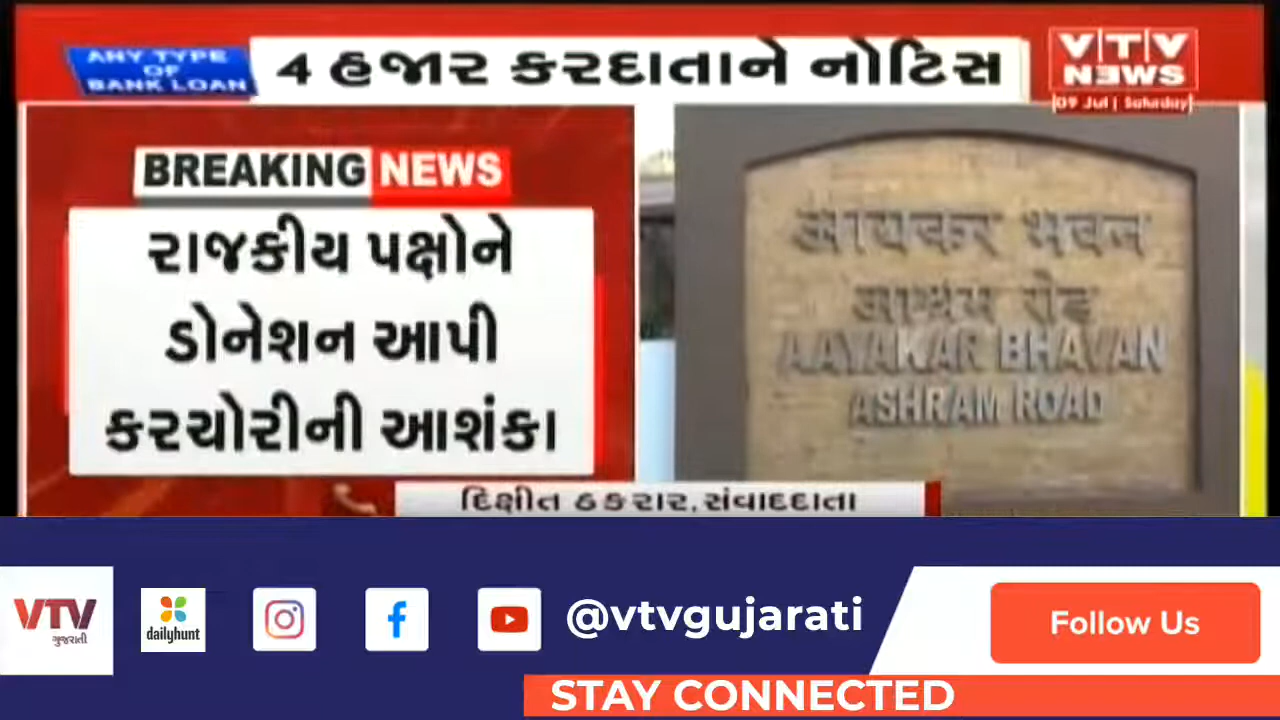 ANY TYPE
OF
BANK LOAN
4 હજાર કરદાતાને નોટિસ
VTV
NEWS
09 Jul | Saturday
BREAKING NEWS
રાજકીય પક્ષોને
ડોનેશન આપી
કરચોરીની આશંકા
आयकर भवन
आश्रम रोड
AAYAKAR BHAVAN
ASHRAM ROAD
દિક્ષીત ઠકરાર, સંવાદદાતા
VTV
ગુજરાતી
dailyhunt
@vtvgujarati
Follow Us
STAY CONNECTED